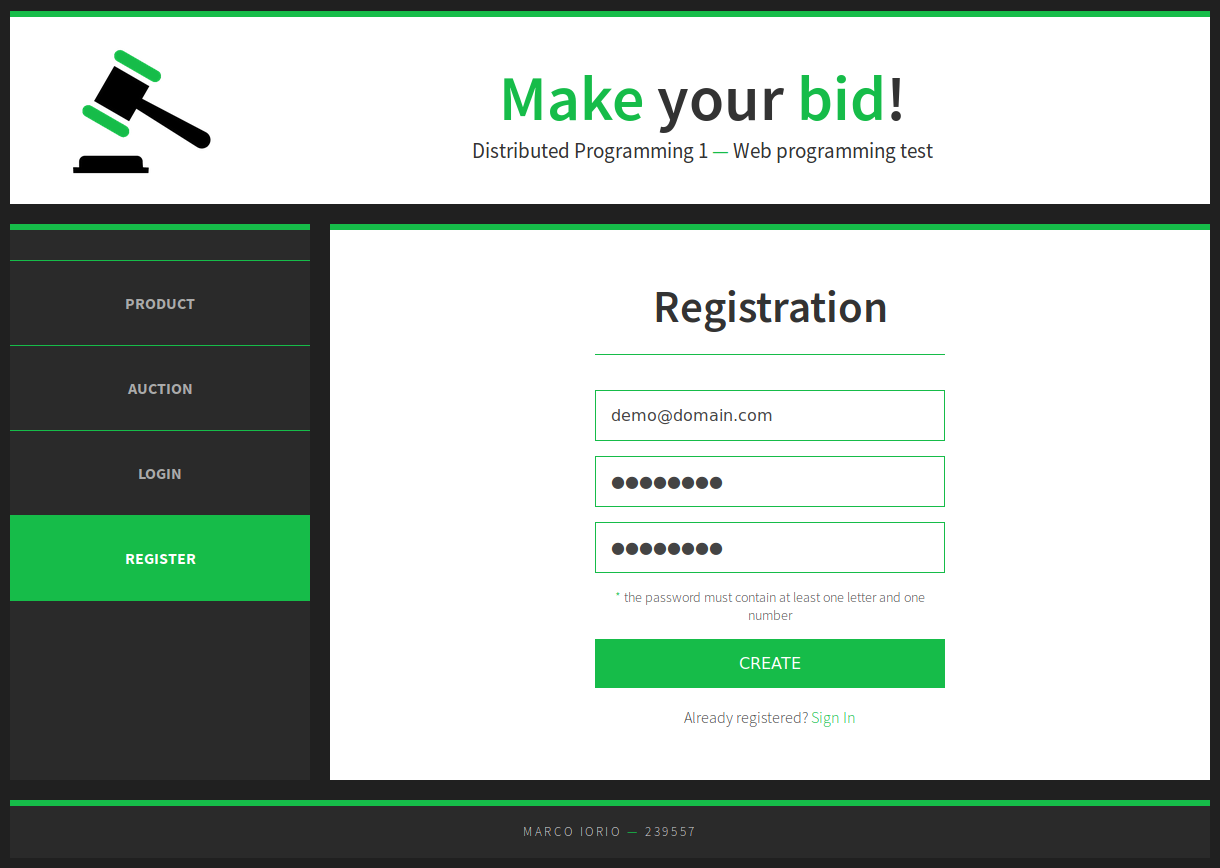 Make your bid!
Distributed Programming 1 — Web programming test
PRODUCT
AUCTION
LOGIN
REGISTER
Registration
demo@domain.com
●●●●●●●●
●●●●●●●●
* the password must contain at least one letter and one
number
CREATE
Already registered? Sign In
MARCO IORIO — 239557